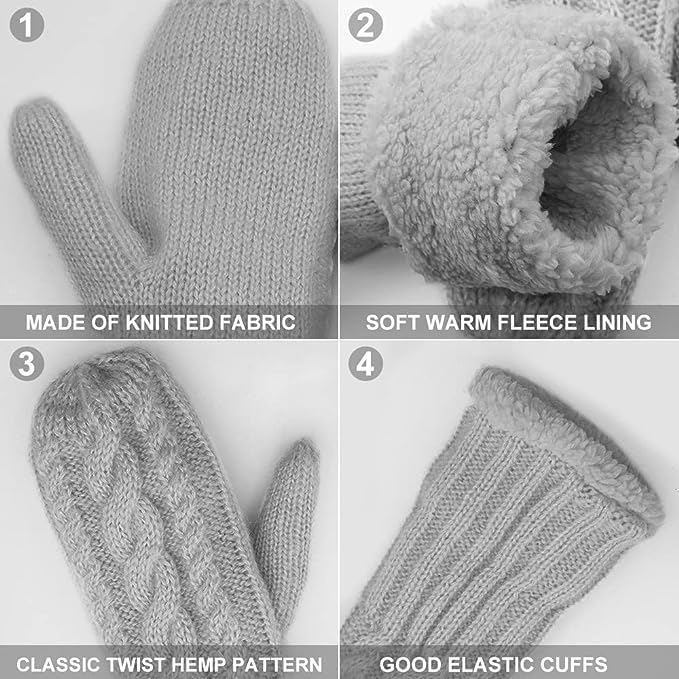 1
MADE OF KNITTED FABRIC
2
SOFT WARM FLEECE LINING
3
CLASSIC TWIST HEMP PATTERN
4
GOOD ELASTIC CUFFS